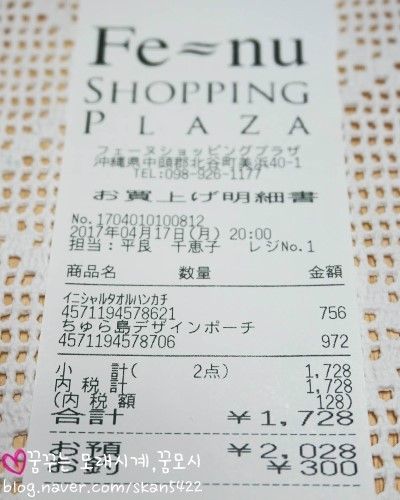 Fe≈nu
SHOPPING
PLAZA
フェーヌショッピングプラザ
沖縄県中頭郡北谷町美浜40-1
TEL:098-926-1177
お買上げ明細書
No.1704010100812
2017年04月17日(月) 20:00
担当：平良 千恵子 レジNo.1
商品名 数量 金額
ｲﾆｼｬﾙﾀｵﾙﾊﾝｶﾁ
4571194578621 756
ちゅら島デザインポーチ
4571194578706 972
小 計( 2点) 1,728
内 税 計 1,728
(内 税 額 128)
合計 ￥1,728
お預 ￥2,028
￥300
꿈꾸는 모래시계,꿈모시
blog.naver.com/skan5422